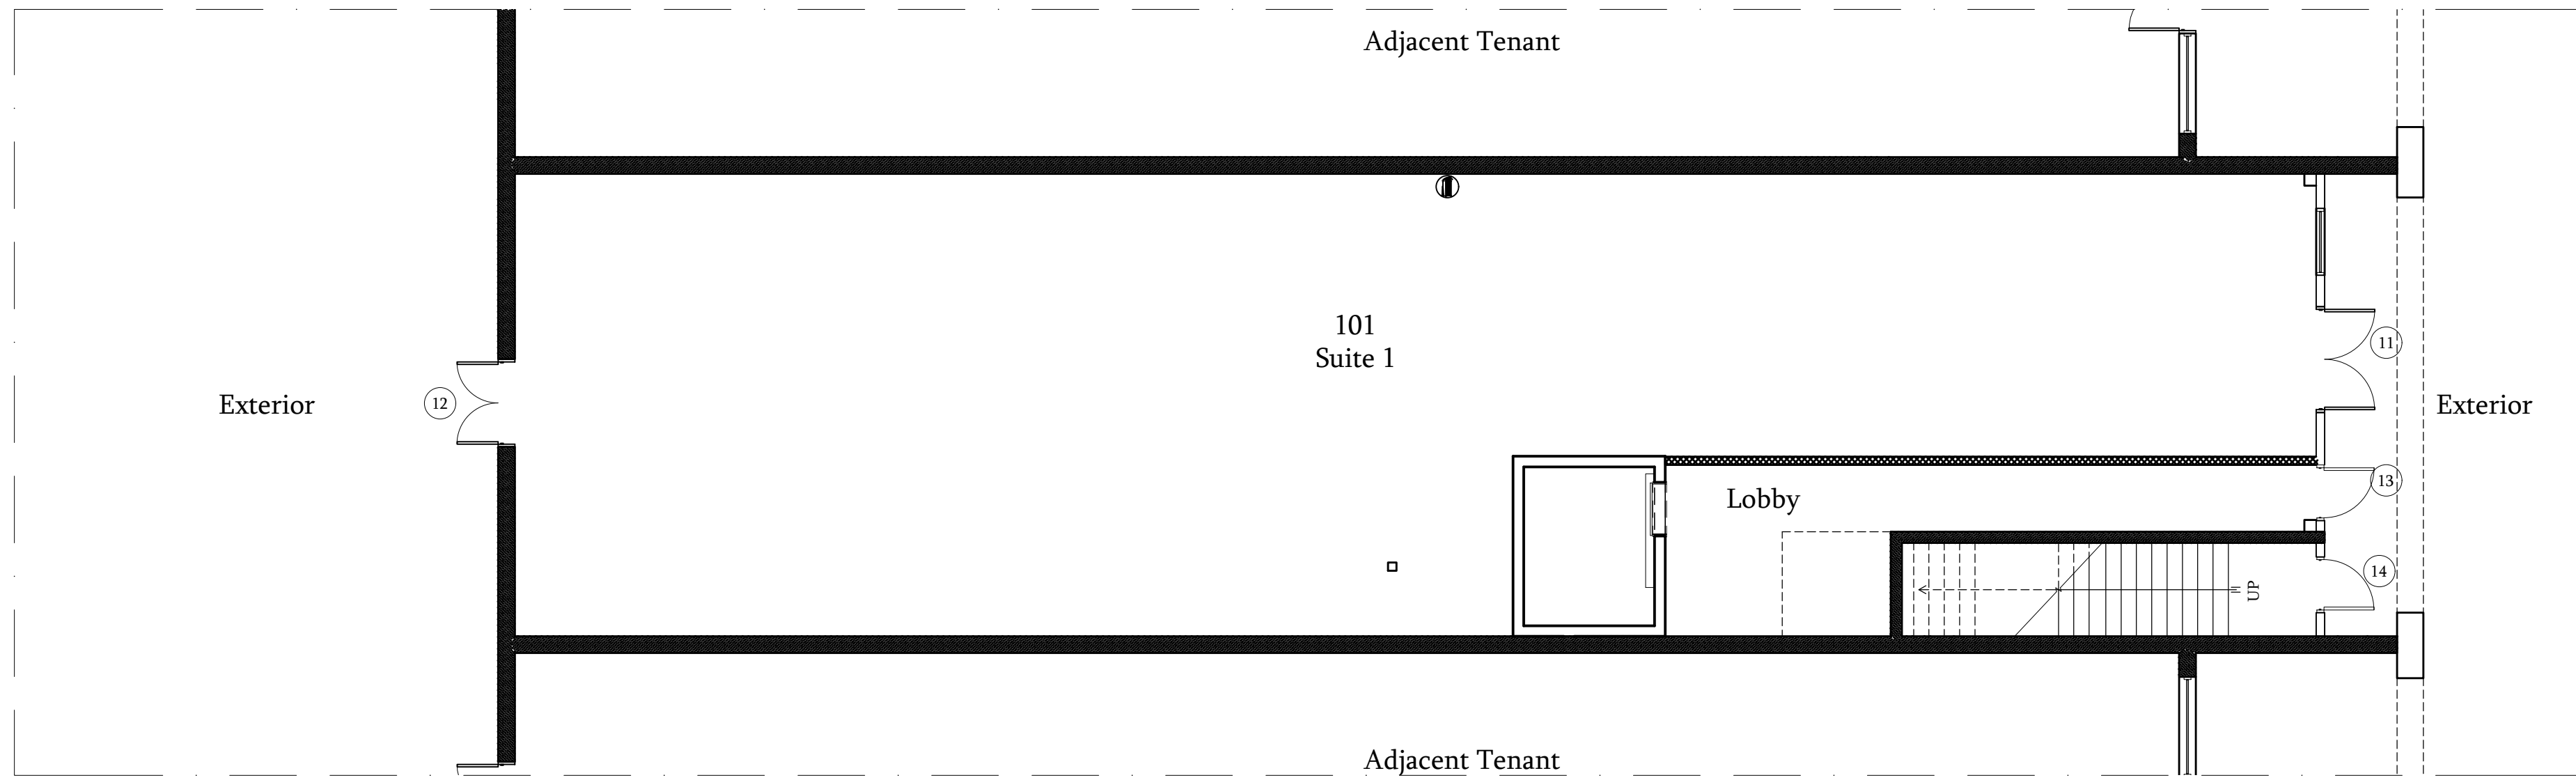 Adjacent Tenant
101
Suite 1
11
Exterior
12
Exterior
13
Lobby
14
UP
Adjacent Tenant